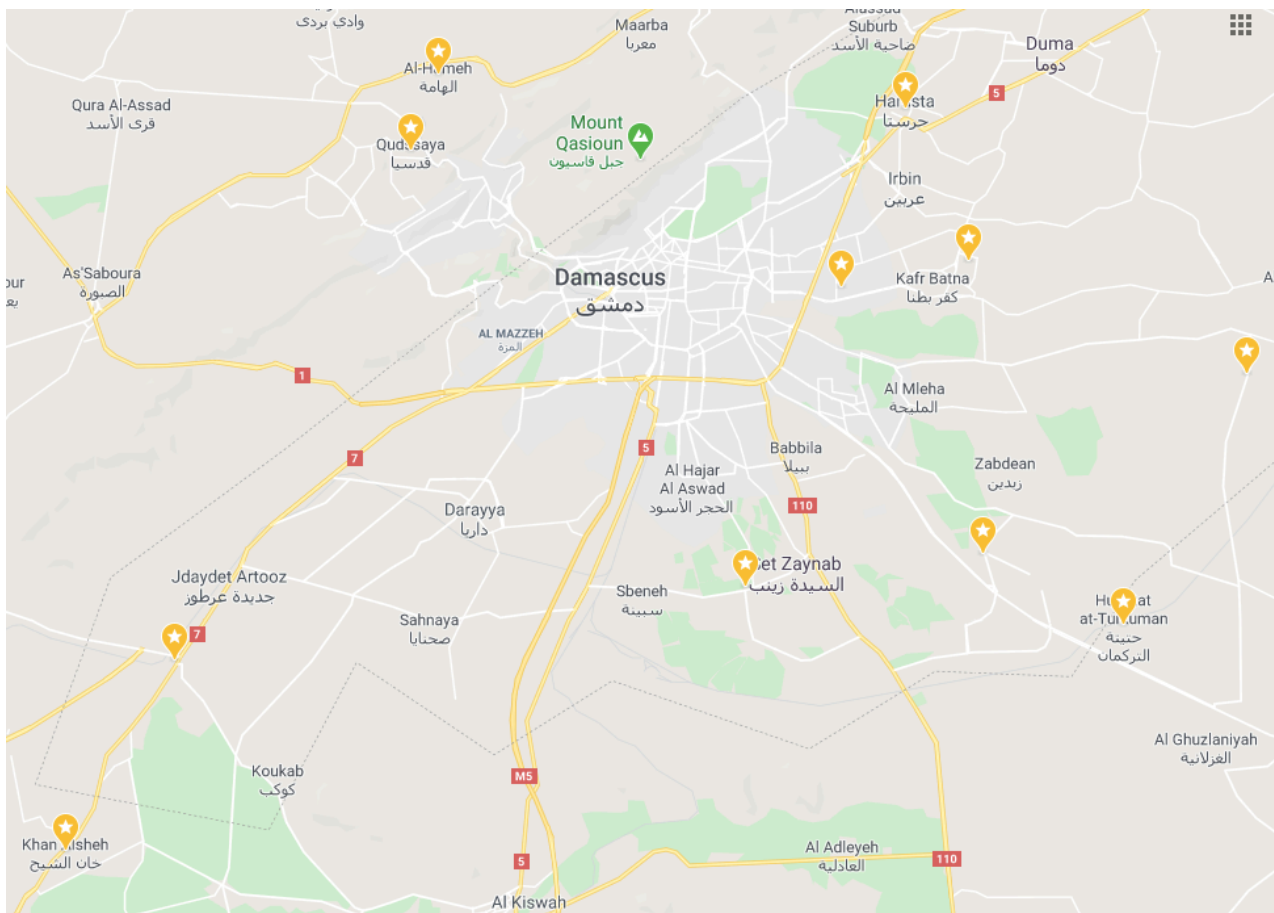 وادي بردى
Maarba
معربا
Alassad
Suburb
ضاحية الأسد
Duma
دوما
الهامة
Qura Al-Assad
قرى الأسد
5
حرستا
Mount
Qasioun
جبل قاسيون
قدسيا
Irbin
عربين
As'Saboura
الصبورة
Damascus
دمشق
Kafr Batna
كفر بطنا
AL MAZZEH
المزة
1
Al Mleha
المليحة
7
5
Babbila
ببيلا
Al Hajar
Al Aswad
الحجر الأسود
Zabdean
زبدين
110
Darayya
داريا
Zaynab
السيدة زينب
Jdaydet Artooz
جديدة عرطوز
Sbeneh
سبينة
حتيتة
التركمان
Sahnaya
صحنايا
7
Al Ghuzlaniyah
الغزلانية
Koukab
كوكب
M5
Khan
خان الشيح
Al Adleyeh
العادلية
5
110
Al Kiswah